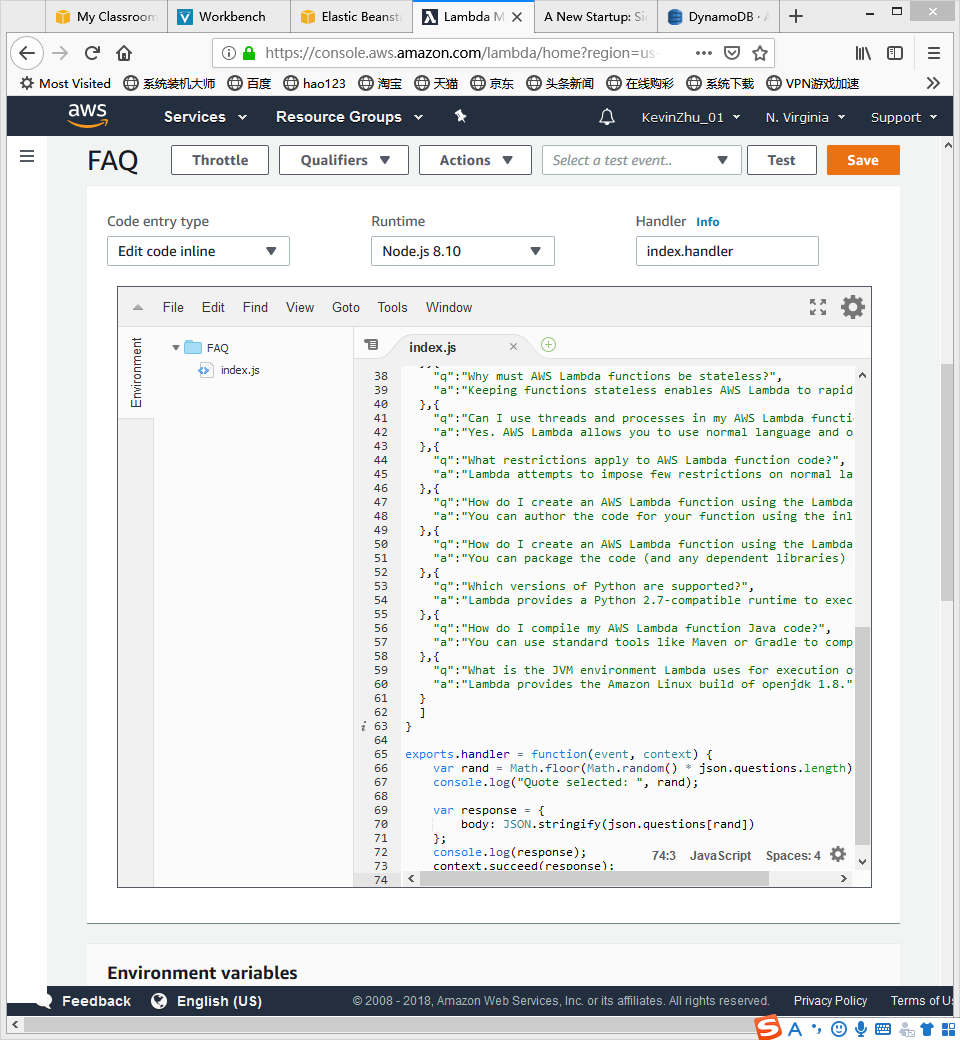 My Classroom
Workbench
Elastic Beansta
Lambda M
A New Startup: Si
DynamoDB · A
https://console.aws.amazon.com/lambda/home?region=us-
Most Visited
系统装机大师
百度
hao123
淘宝
天猫
京东
头条新闻
在线购彩
系统下载
VPN游戏加速
aws
Services
Resource Groups
KevinZhu_01
N. Virginia
Support
FAQ
Throttle
Qualifiers
Actions
Select a test event..
Test
Save
Code entry type
Runtime
Handler Info
Edit code inline
Node.js 8.10
index.handler
File Edit Find View Goto Tools Window
Environment
FAQ
index.js
index.js
38 "q":"Why must AWS Lambda functions be stateless?",
39 "a":"Keeping functions stateless enables AWS Lambda to rapid
40 },{
41 "q":"Can I use threads and processes in my AWS Lambda functi
42 "a":"Yes. AWS Lambda allows you to use normal language and o
43 },{
44 "q":"What restrictions apply to AWS Lambda function code?",
45 "a":"Lambda attempts to impose few restrictions on normal la
46 },{
47 "q":"How do I create an AWS Lambda function using the Lambda
48 "a":"You can author the code for your function using the inl
49 },{
50 "q":"How do I create an AWS Lambda function using the Lambda
51 "a":"You can package the code (and any dependent libraries)
52 },{
53 "q":"Which versions of Python are supported?",
54 "a":"Lambda provides a Python 2.7-compatible runtime to exec
55 },{
56 "q":"How do I compile my AWS Lambda function Java code?",
57 "a":"You can use standard tools like Maven or Gradle to comp
58 },{
59 "q":"What is the JVM environment Lambda uses for execution o
60 "a":"Lambda provides the Amazon Linux build of openjdk 1.8."
61 }
62 ]
i 63 }
64
65 exports.handler = function(event, context) {
66 var rand = Math.floor(Math.random() * json.questions.length)
67 console.log("Quote selected: ", rand);
68
69 var response = {
70 body: JSON.stringify(json.questions[rand])
71 };
72 console.log(response);
73 context.succeed(response);
74
74:3 JavaScript Spaces: 4
Environment variables
Feedback
English (US)
© 2008 - 2018, Amazon Web Services, Inc. or its affiliates. All rights reserved.
Privacy Policy
Terms of Us
S A